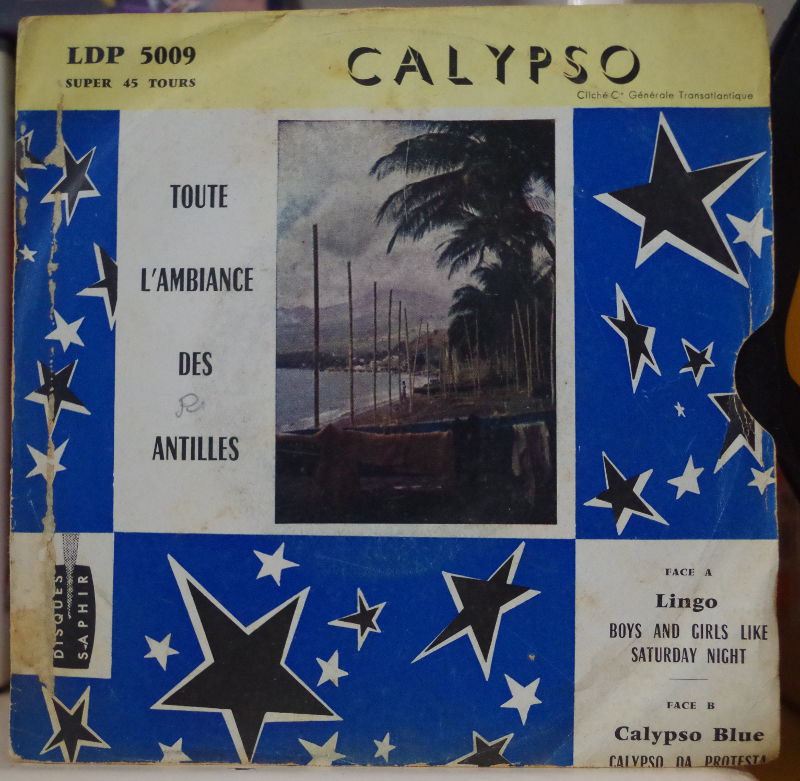 LDP 5009
SUPER 45 TOURS
CALYPSO
Cliché Cie Générale Transatlantique
TOUTE
L'AMBIANCE
DES
ANTILLES
DISQUES
SAPHIR
FACE A
Lingo
BOYS AND GIRLS LIKE
SATURDAY NIGHT
FACE B
Calypso Blue
CALYPSO DA PROTESTA